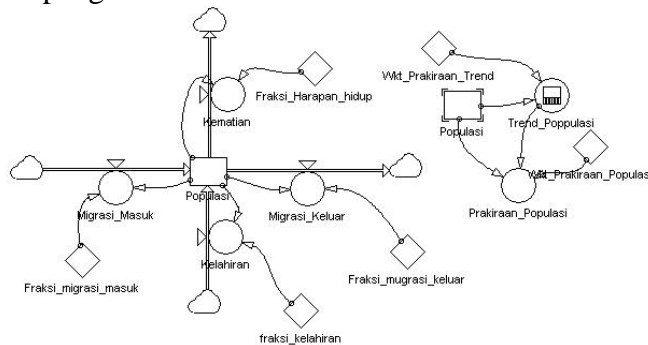 Wkt_Prakiraan_Trend
Fraksi_Harapan_hidup
Kematian
Populasi
Trend_Poppulasi
Populasi
Migrasi_Masuk
Migrasi_Keluar
Prakiraan_Populasi
Kelahiran
Fraksi_migrasi_masuk
Fraksi_mugrasi_keluar
fraksi_kelahiran